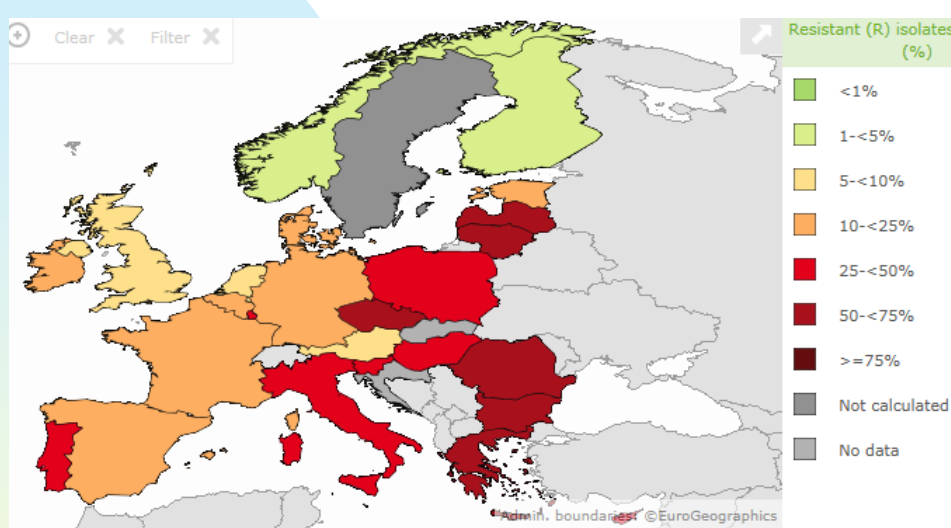 Clear
Filter
Resistant (R) isolates
(%)
<1%
1-<5%
5-<10%
10-<25%
25-<50%
50-<75%
>=75%
Not calculated
No data
Admin. boundaries: ©EuroGeographics